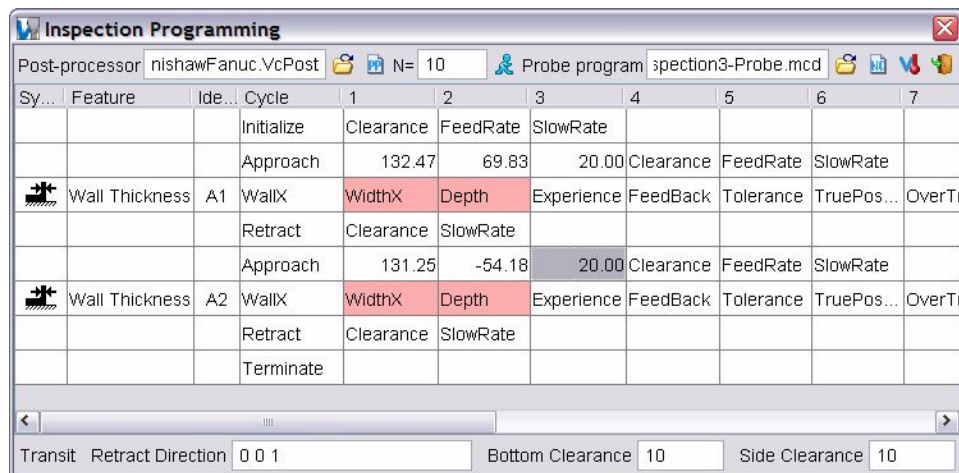 Inspection Programming
Post-processor nishawFanuc.VcPost PP N= 10 Probe program spection3-Probe.mcd NC
Sy... Feature Ide... Cycle 1 2 3 4 5 6 7
Initialize Clearance FeedRate SlowRate
Approach 132.47 69.83 20.00 Clearance FeedRate SlowRate
Wall Thickness A1 WallX WidthX Depth Experience FeedBack Tolerance TruePos... OverTr
Retract Clearance SlowRate
Approach 131.25 -54.18 20.00 Clearance FeedRate SlowRate
Wall Thickness A2 WallX WidthX Depth Experience FeedBack Tolerance TruePos... OverTr
Retract Clearance SlowRate
Terminate
Transit Retract Direction 0 0 1 Bottom Clearance 10 Side Clearance 10